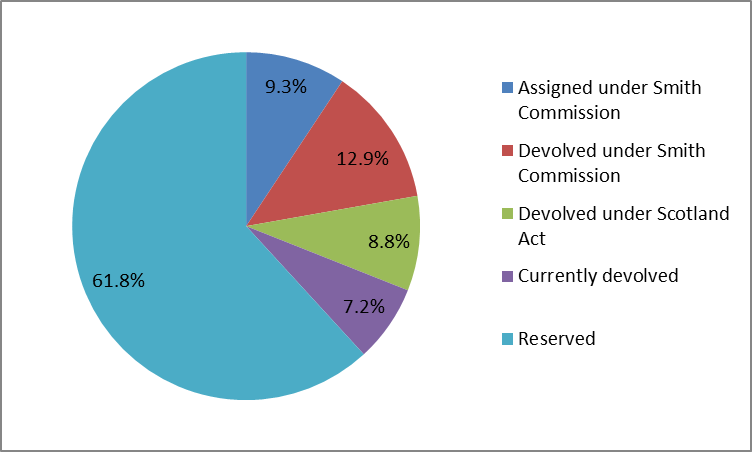 9.3%
12.9%
8.8%
7.2%
61.8%
Assigned under Smith
Commission
Devolved under Smith
Commission
Devolved under Scotland
Act
Currently devolved
Reserved